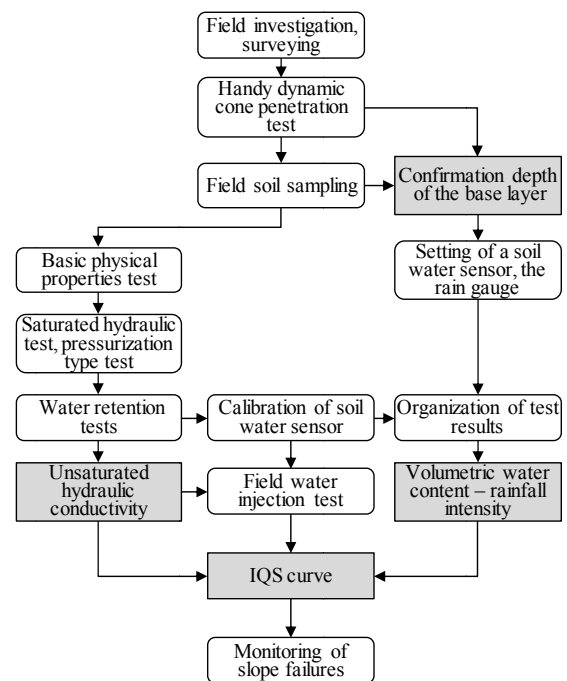 Field investigation,
surveying
Handy dynamic
cone penetration
test
Field soil sampling
Confirmation depth
of the base layer
Basic physical
properties test
Setting of a soil
water sensor, the
rain gauge
Saturated hydraulic
test, pressurization
type test
Water retention
tests
Calibration of soil
water sensor
Organization of test
results
Unsaturated
hydraulic
conductivity
Field water
injection test
Volumetric water
content – rainfall
intensity
IQS curve
Monitoring of
slope failures